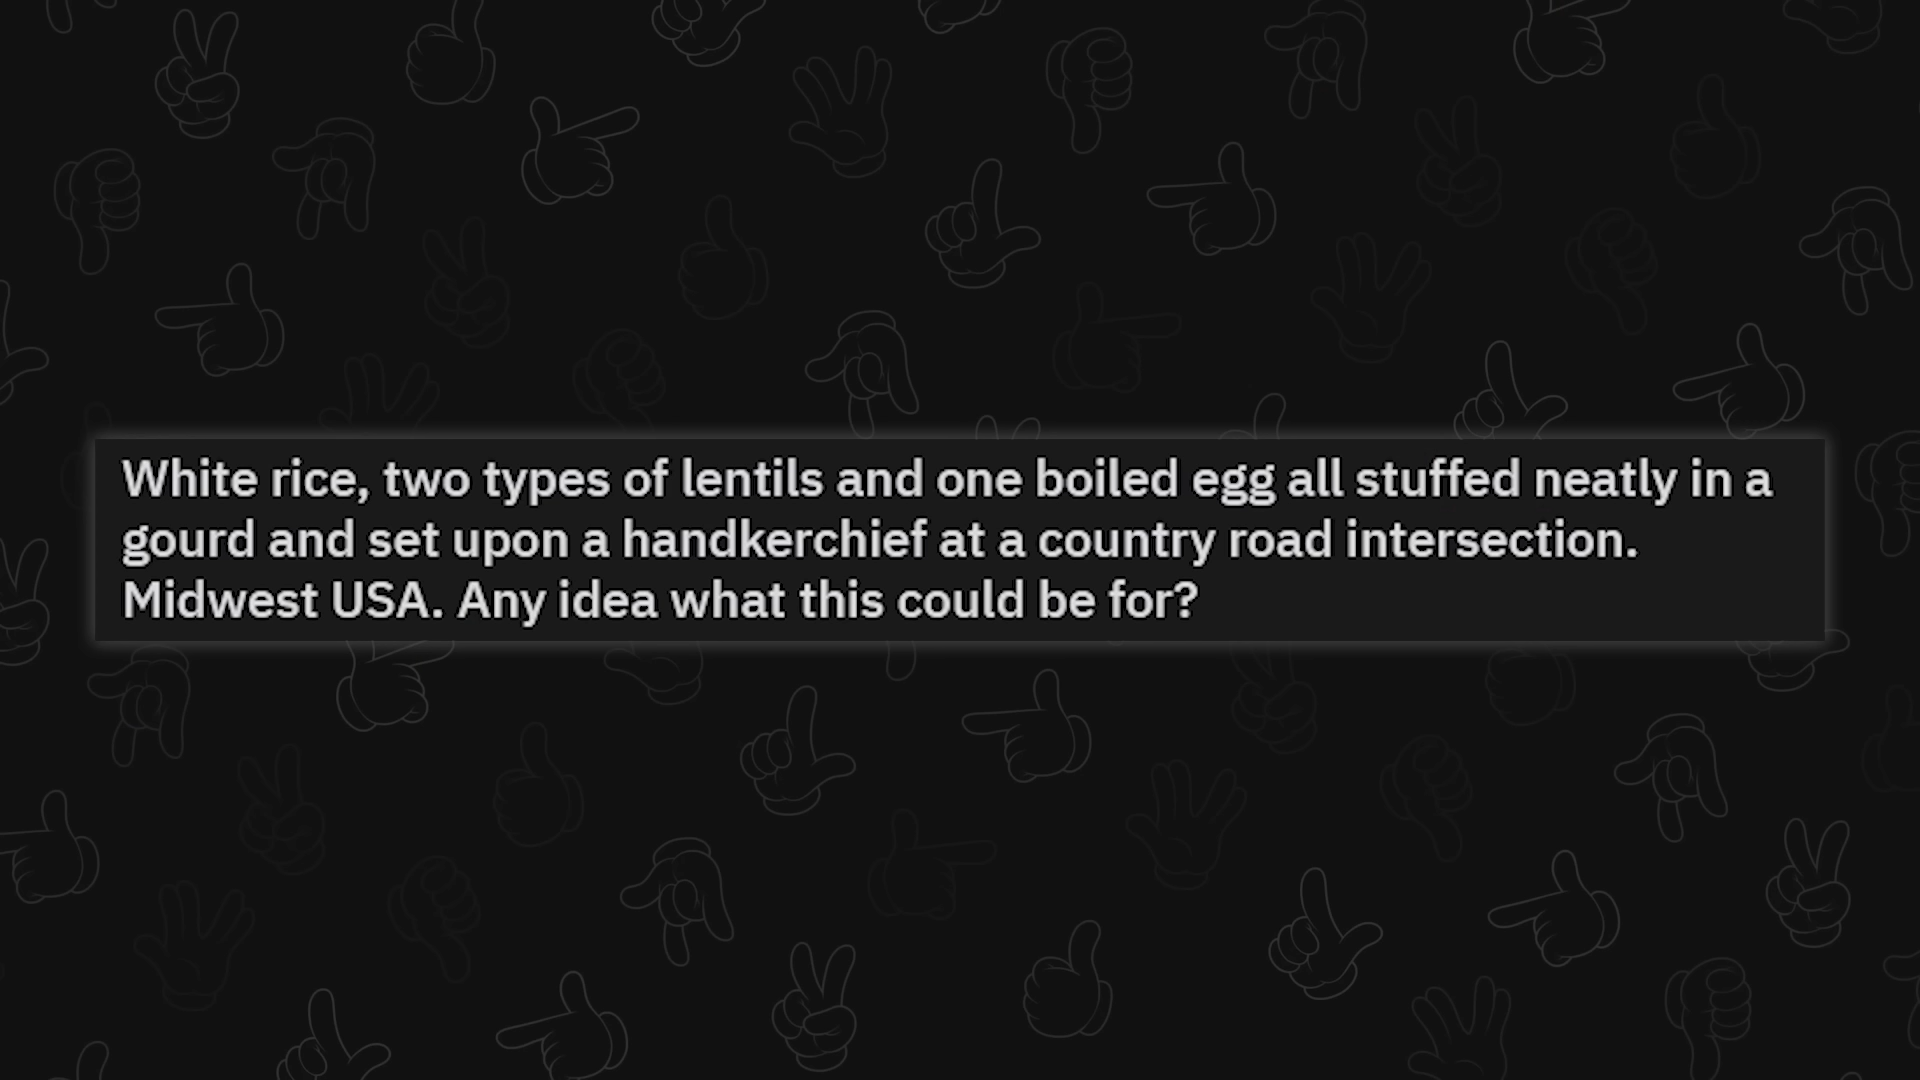 White rice, two types of lentils and one boiled egg all stuffed neatly in a
gourd and set upon a handkerchief at a country road intersection.
Midwest USA. Any idea what this could be for?